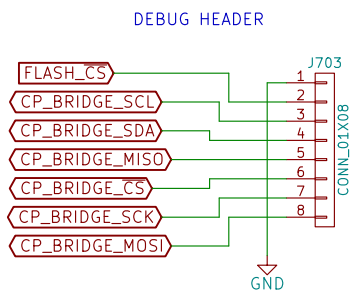 DEBUG HEADER
J703
FLASH_CS
1
2
CP_BRIDGE_SCL
3
CP_BRIDGE_SDA
4
CP_BRIDGE_MISO
5
CP_BRIDGE_CS
6
CP_BRIDGE_SCK
7
CP_BRIDGE_MOSI
8
CONN_01X08
GND